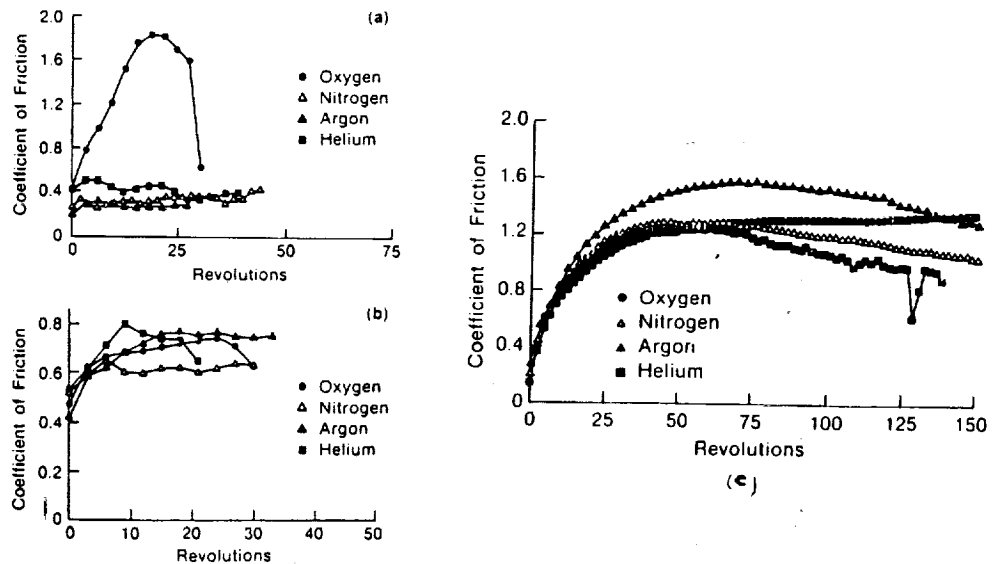 (a)
2.0
1.6
1.2
0.8
0.4
0
Coefficient of Friction
Oxygen
Nitrogen
Argon
Helium
0 25 50 75
Revolutions
(b)
0.8
0.6
0.4
0.2
0
Coefficient of Friction
Oxygen
Nitrogen
Argon
Helium
0 10 20 30 40 50
Revolutions
2.0
1.6
1.2
0.8
0.4
0
Coefficient of Friction
Oxygen
Nitrogen
Argon
Helium
0 25 50 75 100 125 150
Revolutions
(c)